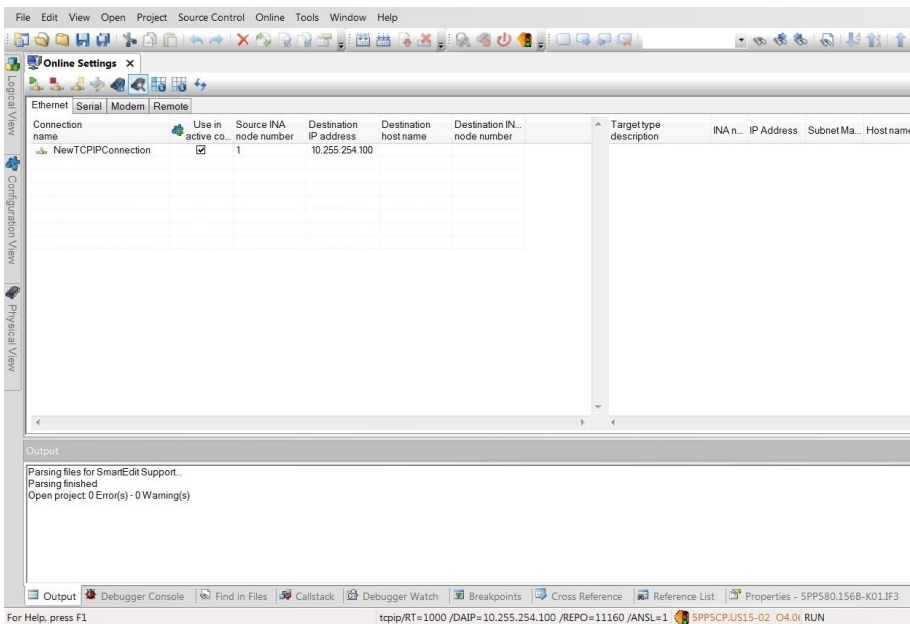 File Edit View Open Project Source Control Online Tools Window Help
Online Settings X
Logical View
Configuration View
Physical View
Ethernet Serial Modem Remote
Connection name Use in active co... Source INA node number Destination IP address Destination host name Destination IN... node number
NewTCPIPConnection 1 10.255.254.100
Target type description INA n... IP Address Subnet Ma... Host name
Output
Parsing files for SmartEdit Support...
Parsing finished
Open project: 0 Error(s) - 0 Warning(s)
Output Debugger Console Find in Files Callstack Debugger Watch Breakpoints Cross Reference Reference List Properties - 5PP580.156B-K01.IF3
For Help, press F1 tcpip/RT=1000 /DAIP=10.255.254.100 /REPO=11160 /ANSL=1 5PP5CP.US15-02 O4.0 RUN